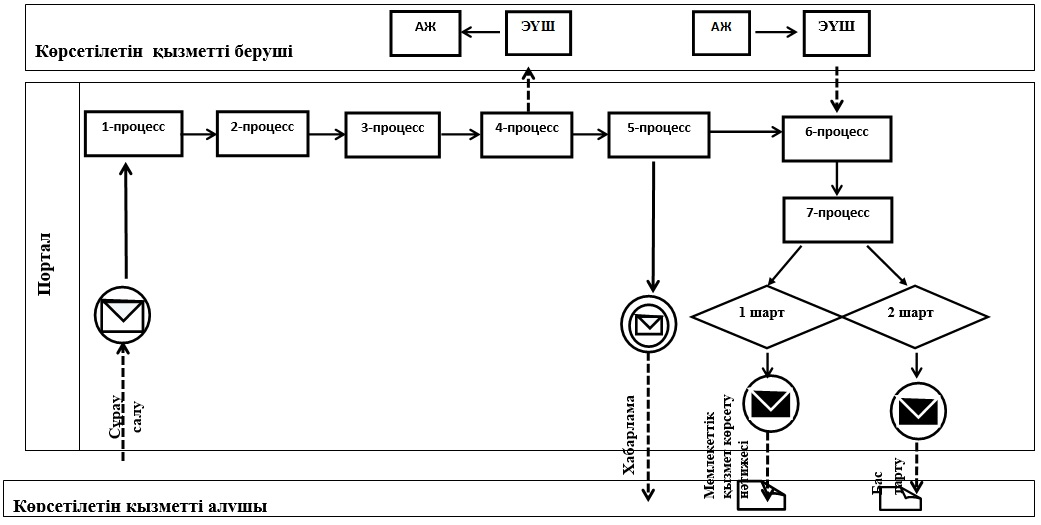 АЖ ЭҮШ АЖ ЭҮШ
Көрсетілетін қызметті беруші
1-процесс 2-процесс 3-процесс 4-процесс 5-процесс 6-процесс
7-процесс
Портал
1 шарт 2 шарт
Сұрау
салу
Хабарлама
Мемлекеттік
қызмет көрсету
нәтижесі
Бас
тарту
Көрсетілетін қызметті алушы